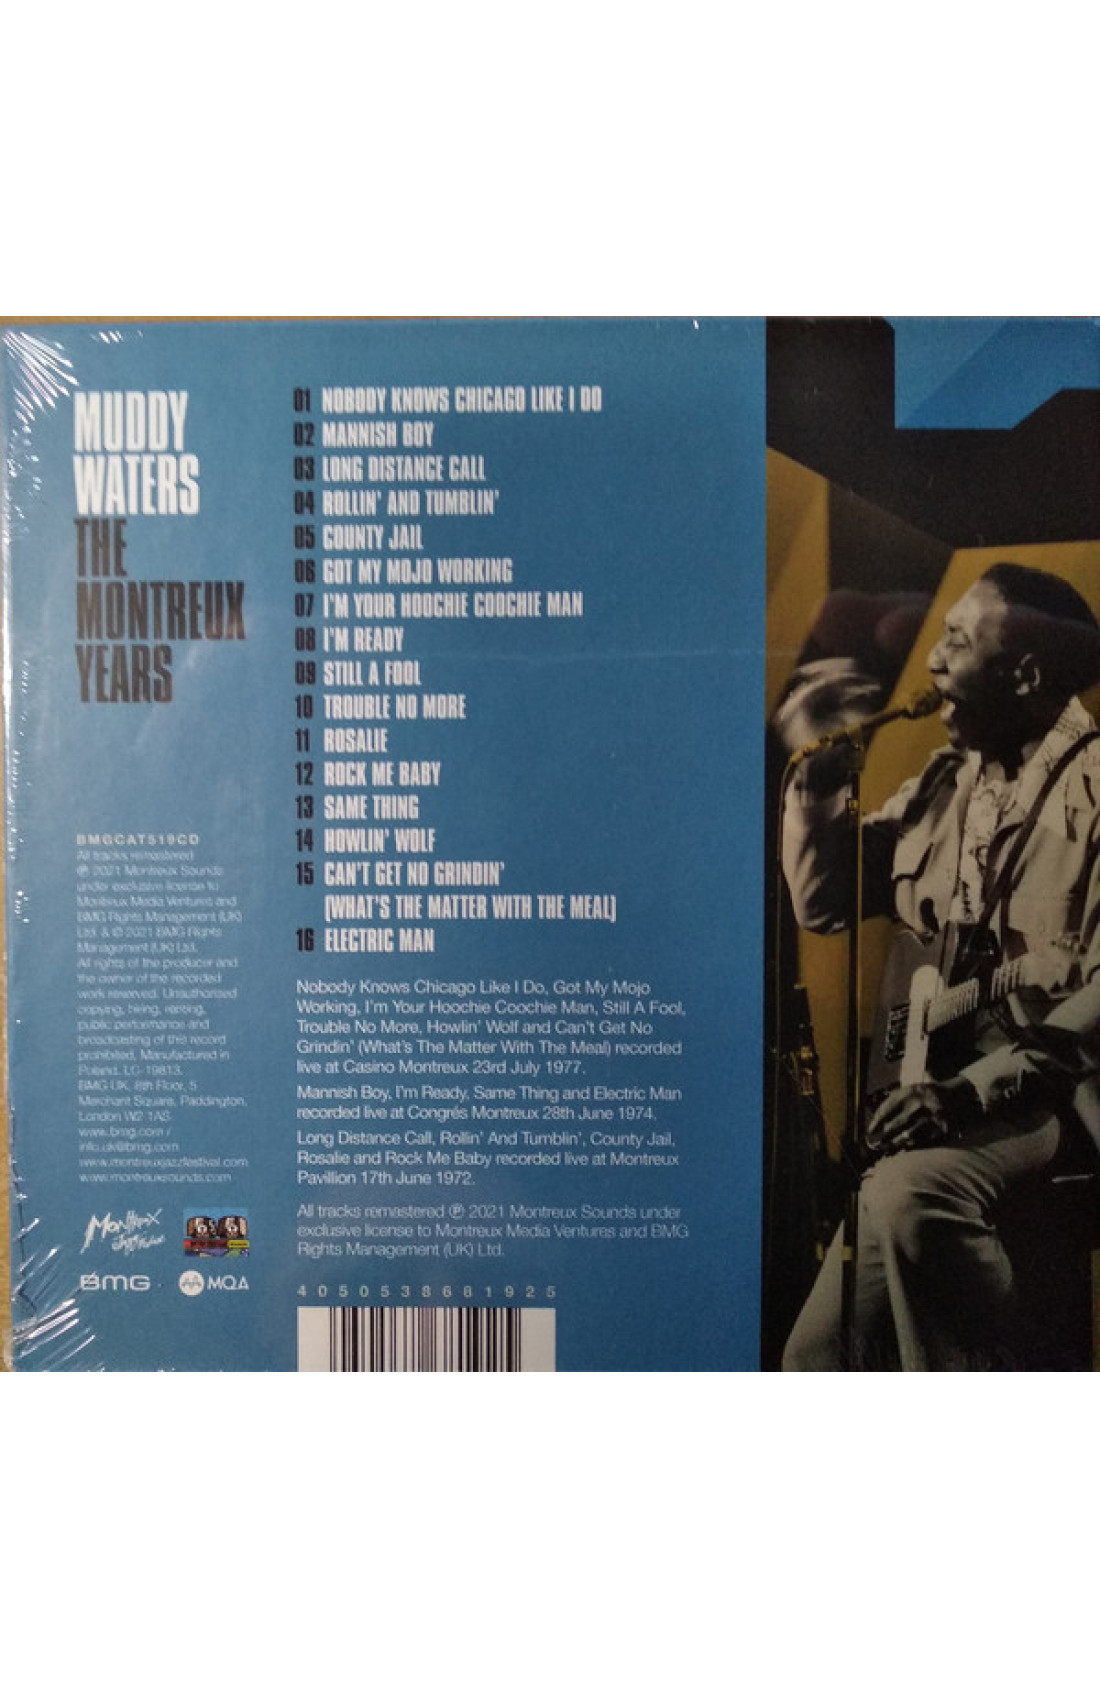 MUDDY
WATERS
THE
MONTREUX
YEARS
01 NOBODY KNOWS CHICAGO LIKE I DO
02 MANNISH BOY
03 LONG DISTANCE CALL
04 ROLLIN' AND TUMBLIN'
05 COUNTY JAIL
06 GOT MY MOJO WORKING
07 I'M YOUR HOOCHIE COOCHIE MAN
08 I'M READY
09 STILL A FOOL
10 TROUBLE NO MORE
11 ROSALIE
12 ROCK ME BABY
13 SAME THING
14 HOWLIN' WOLF
15 CAN'T GET NO GRINDIN'
(WHAT'S THE MATTER WITH THE MEAL)
16 ELECTRIC MAN
Nobody Knows Chicago Like I Do, Got My Mojo
Working, I'm Your Hoochie Coochie Man, Still A Fool,
Trouble No More, Howlin' Wolf and Can't Get No
Grindin' (What's The Matter With The Meal) recorded
live at Casino Montreux 23rd July 1977.
Mannish Boy, I'm Ready, Same Thing and Electric Man
recorded live at Congrés Montreux 28th June 1974.
Long Distance Call, Rollin' And Tumblin', County Jail,
Rosalie and Rock Me Baby recorded live at Montreux
Pavillion 17th June 1972.
All tracks remastered ℗ 2021 Montreux Sounds under
exclusive license to Montreux Media Ventures and BMG
Rights Management (UK) Ltd.
4050538681925
BMGCAT519CD
All tracks remastered
℗ 2021 Montreux Sounds
under exclusive license to
Montreux Media Ventures and
BMG Rights Management (UK)
Ltd. & © 2021 BMG Rights
Management (UK) Ltd.
All rights of the producer and
the owner of the recorded
work reserved. Unauthorised
copying, hiring, renting,
public performance and
broadcasting of this record
prohibited. Manufactured in
Poland. LC 19813.
BMG UK, 8th Floor, 5
Merchant Square, Paddington,
London W2 1AS.
www.bmg.com /
info.uk@bmg.com
www.montreuxjazzfestival.com
www.montreuxsounds.com
Montreux
Jazz Festival
BMG
MQA